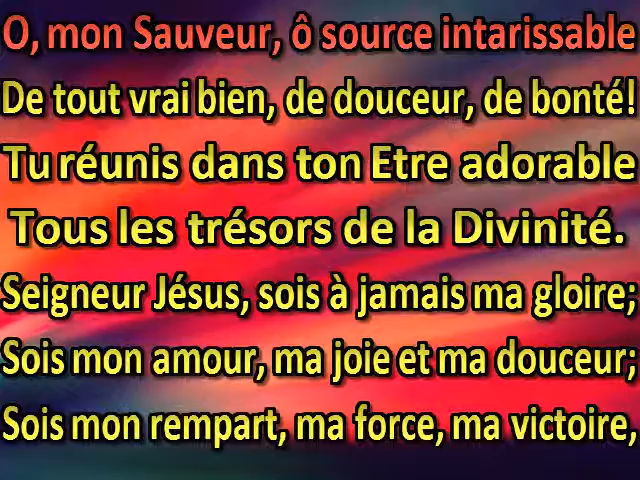 O, mon Sauveur, ô source intarissable
De tout vrai bien, de douceur, de bonté!
Tu réunis dans ton Etre adorable
Tous les trésors de la Divinité.
Seigneur Jésus, sois à jamais ma gloire;
Sois mon amour, ma joie et ma douceur;
Sois mon rempart, ma force, ma victoire,